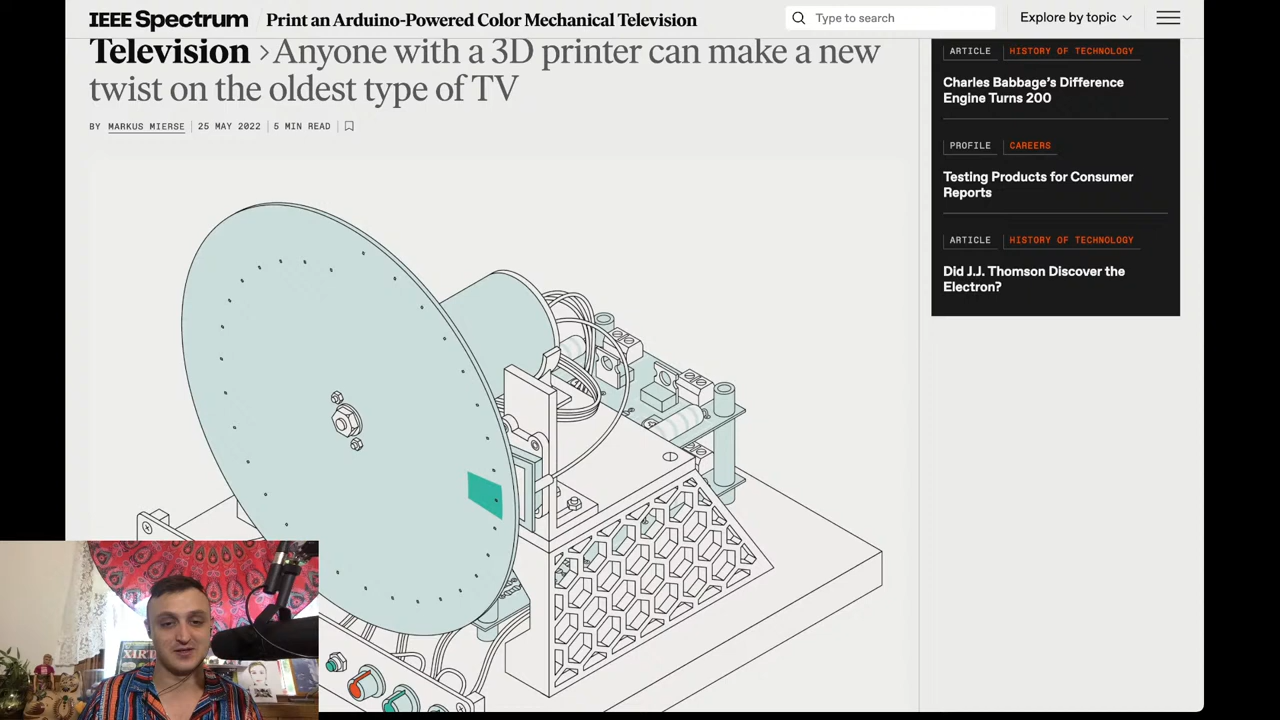 IEEE Spectrum
Print an Arduino-Powered Color Mechanical Television
Type to search
Explore by topic
Television > Anyone with a 3D printer can make a new
twist on the oldest type of TV
BY MARKUS MIERSE
25 MAY 2022
5 MIN READ
ARTICLE
HISTORY OF TECHNOLOGY
Charles Babbage's Difference
Engine Turns 200
PROFILE
CAREERS
Testing Products for Consumer
Reports
ARTICLE
HISTORY OF TECHNOLOGY
Did J.J. Thomson Discover the
Electron?